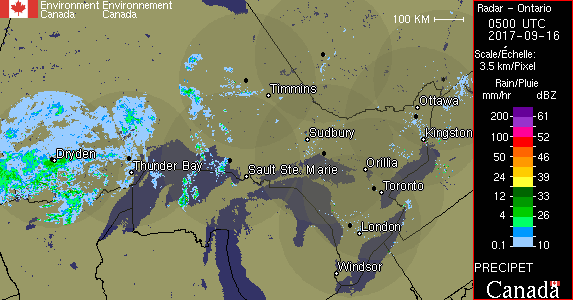 Environment Environnement
Canada Canada
100 KM
Timmins
Ottawa
Sudbury
Kingston
Dryden
Thunder Bay
Sault Ste. Marie
Orillia
Toronto
London
Windsor
Radar - Ontario
0500 UTC
2017-09-16
Scale/Échelle:
3.5 km/Pixel
Rain/Pluie
mm/hr dBZ
200 61
100 52
50 46
24 39
12 33
4 26
0.1 10
PRECIPET
Canada